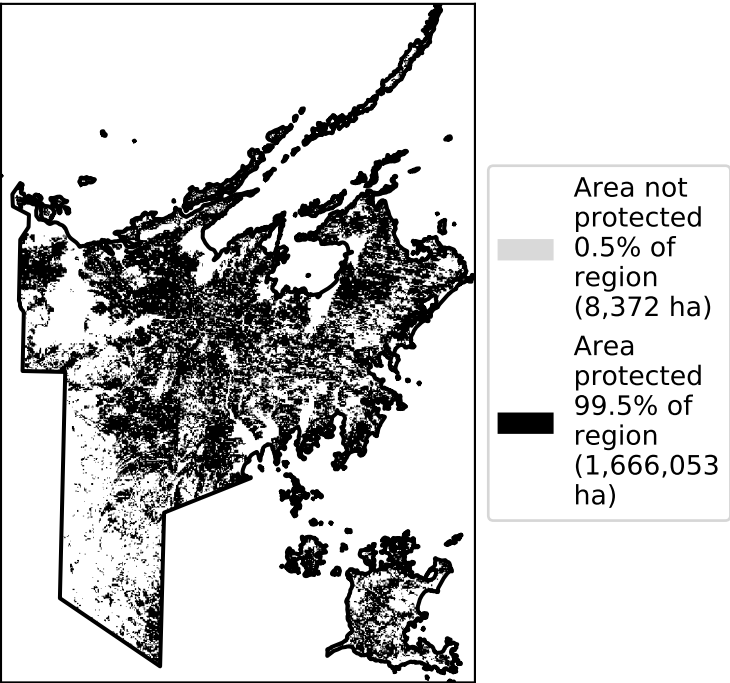 Area not
protected
0.5% of
region
(8,372 ha)
Area
protected
99.5% of
region
(1,666,053
ha)